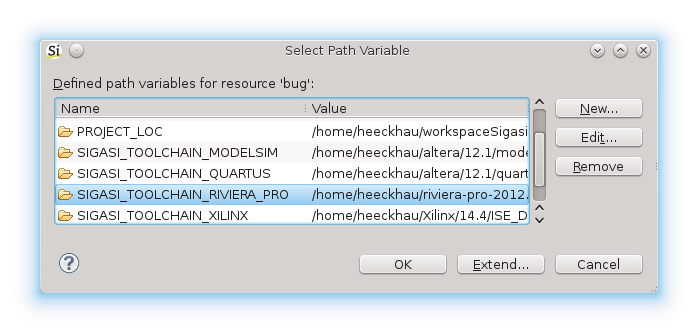 Si Select Path Variable
Defined path variables for resource 'bug':
Name Value
PROJECT_LOC /home/heeckhau/workspaceSigasi
SIGASI_TOOLCHAIN_MODELSIM /home/heeckhau/altera/12.1/mode
SIGASI_TOOLCHAIN_QUARTUS /home/heeckhau/altera/12.1/quart
SIGASI_TOOLCHAIN_RIVIERA_PRO /home/heeckhau/riviera-pro-2012.
SIGASI_TOOLCHAIN_XILINX /home/heeckhau/Xilinx/14.4/ISE_D
New...
Edit...
Remove
? OK Extend... Cancel